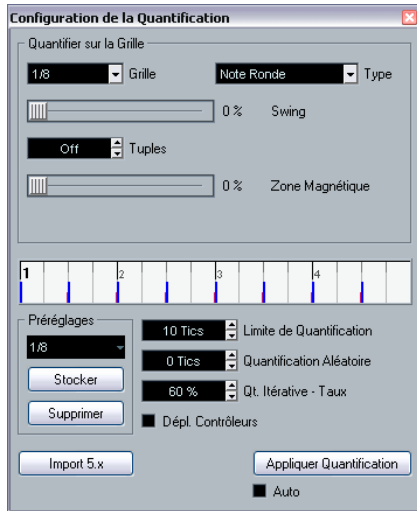 Configuration de la Quantification
Quantifier sur la Grille
1/8 Grille Note Ronde Type
0 % Swing
Off Tuples
0 % Zone Magnétique
1 2 3 4
Préréglages
1/8
Stocker
Supprimer
10 Tics Limite de Quantification
0 Tics Quantification Aléatoire
60 % Qt. Itérative - Taux
Dépl. Contrôleurs
Import 5.x
Appliquer Quantification
Auto